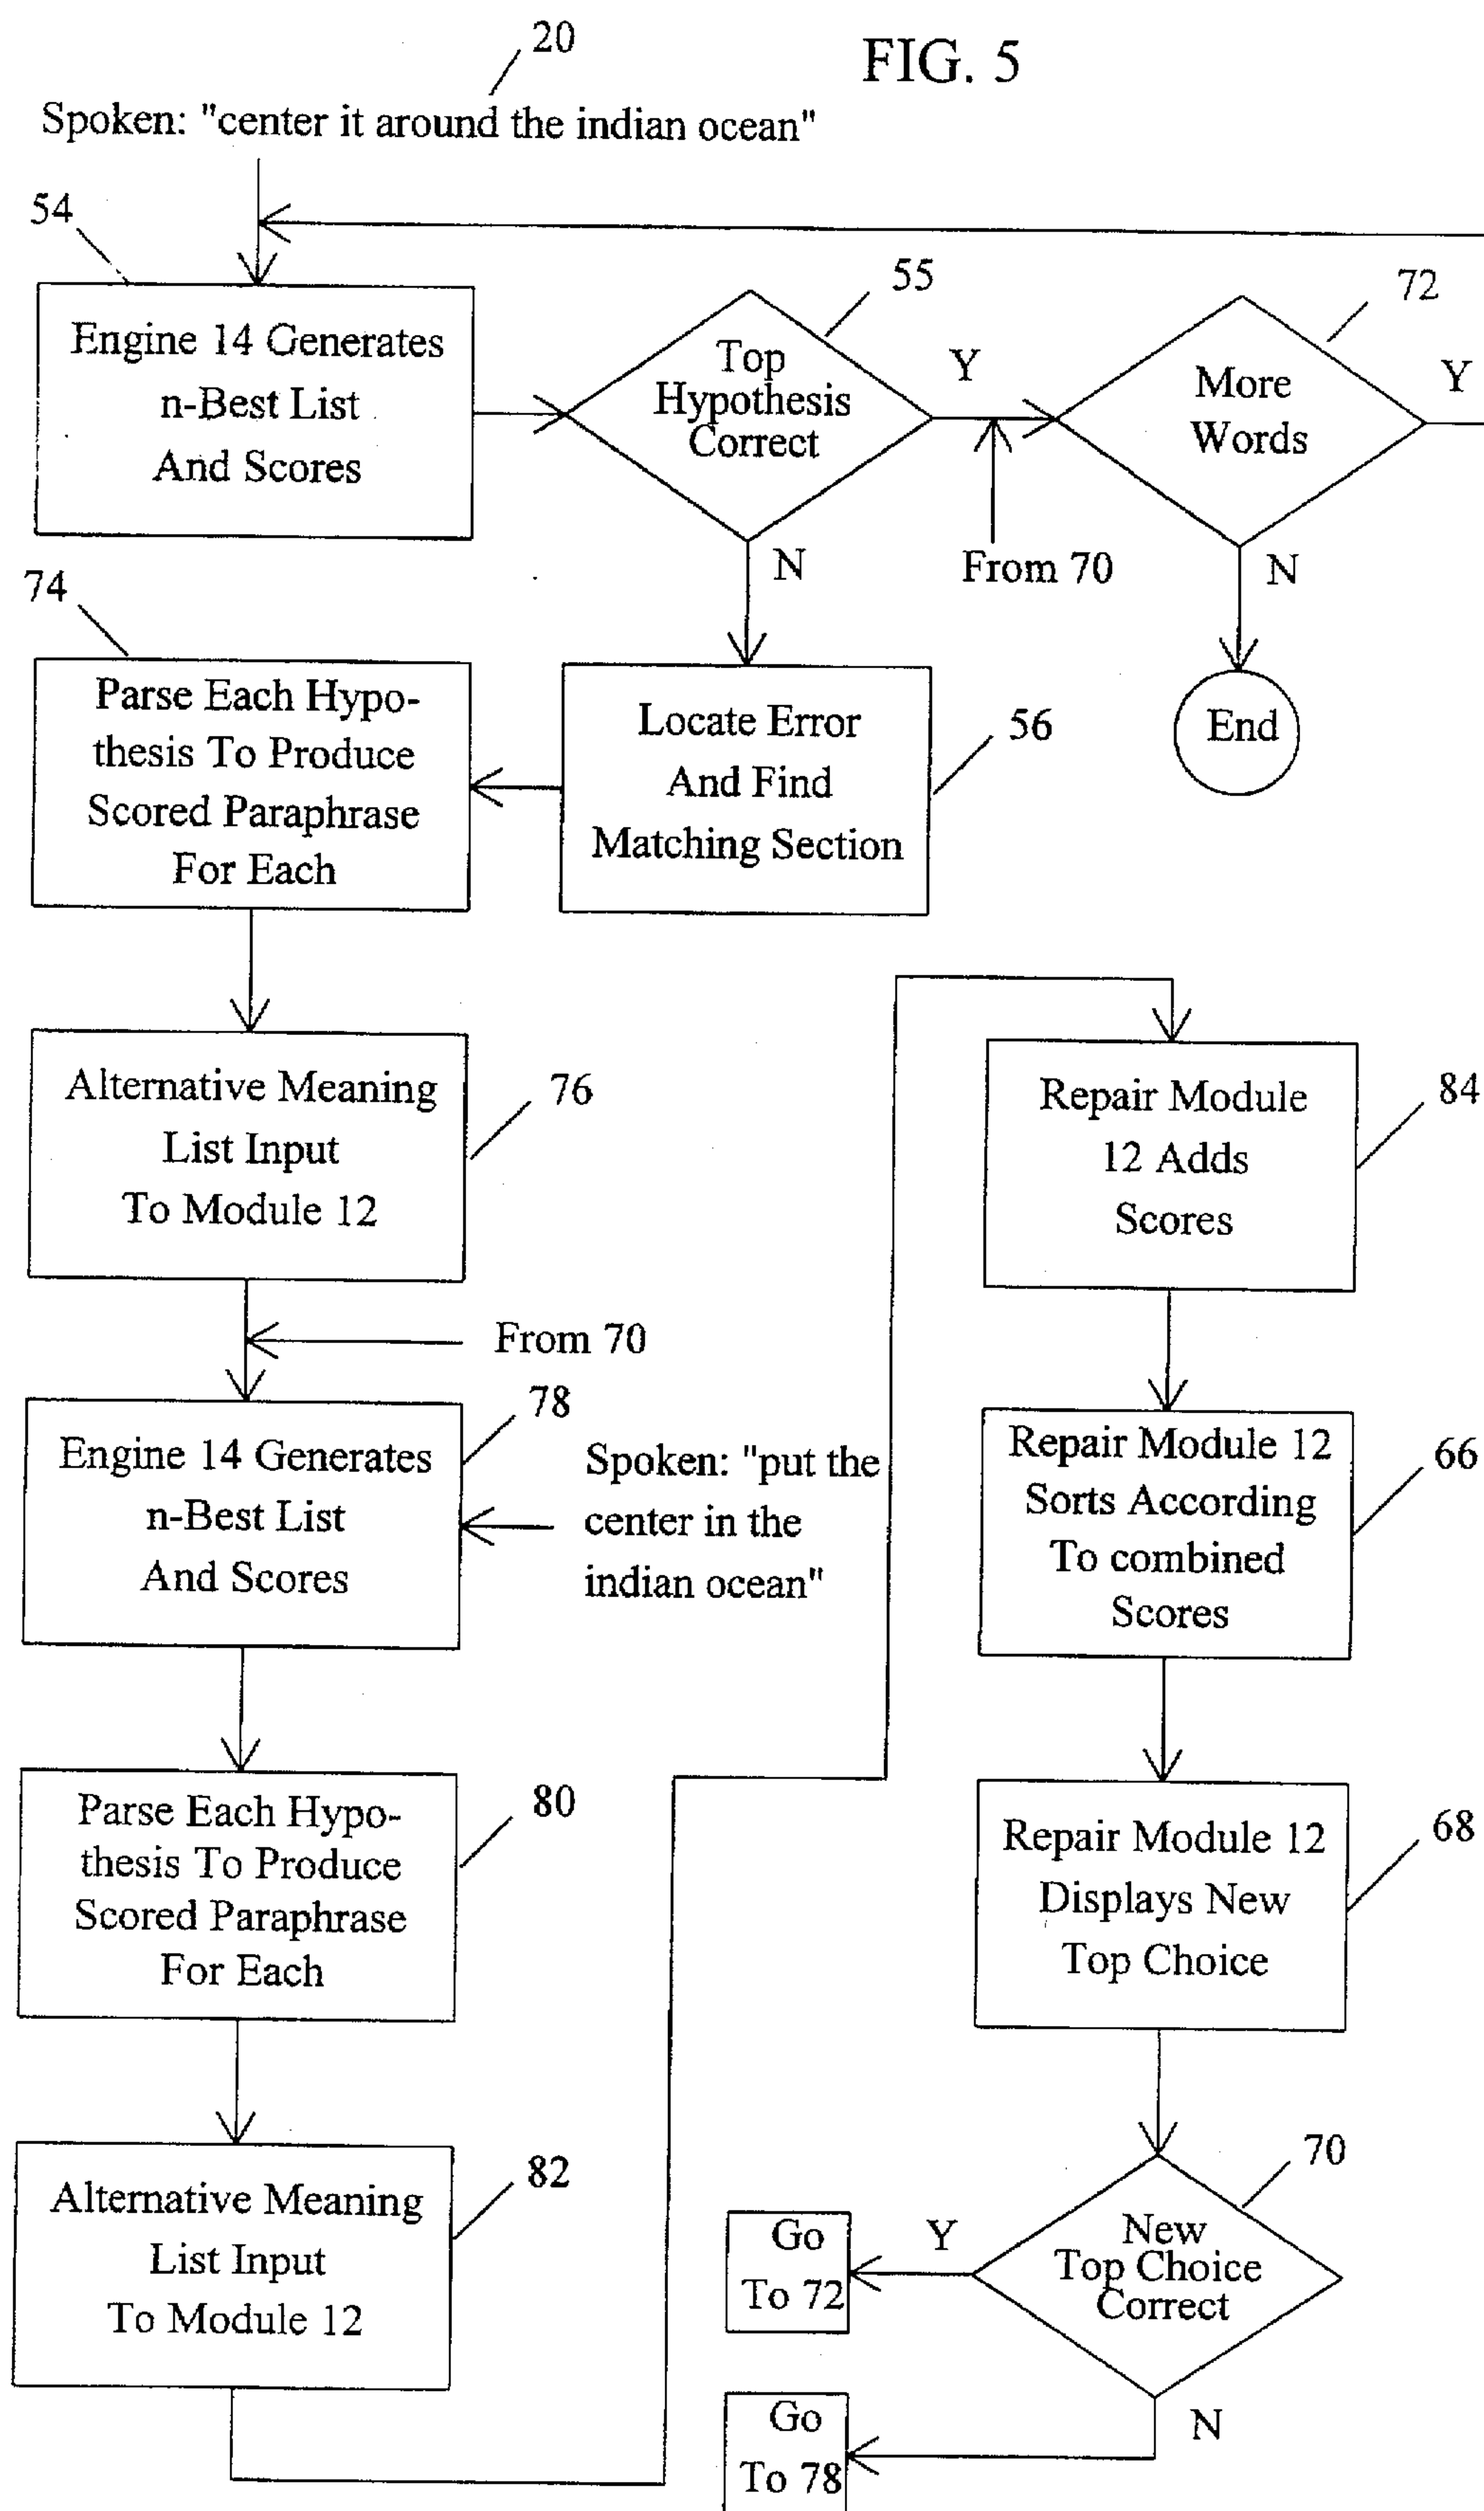 20
FIG. 5
Spoken: "center it around the indian ocean"
54
Engine 14 Generates
n-Best List
And Scores
55
Top
Hypothesis
Correct
Y
72
More
Words
Y
From 70
N
N
End
74
Parse Each Hypo-
thesis To Produce
Scored Paraphrase
For Each
Locate Error
And Find
Matching Section
56
Alternative Meaning
List Input
To Module 12
76
From 70
Engine 14 Generates
n-Best List
And Scores
78
Spoken: "put the
center in the
indian ocean"
Parse Each Hypo-
thesis To Produce
Scored Paraphrase
For Each
80
Alternative Meaning
List Input
To Module 12
82
Repair Module
12 Adds
Scores
84
Repair Module 12
Sorts According
To combined
Scores
66
Repair Module 12
Displays New
Top Choice
68
New
Top Choice
Correct
70
Y
Go
To 72
N
Go
To 78